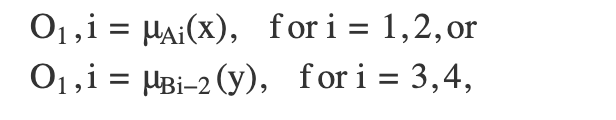 O₁,i = μAi(x), for i = 1,2,or
O₁,i = μBi−2(y), for i = 3,4,